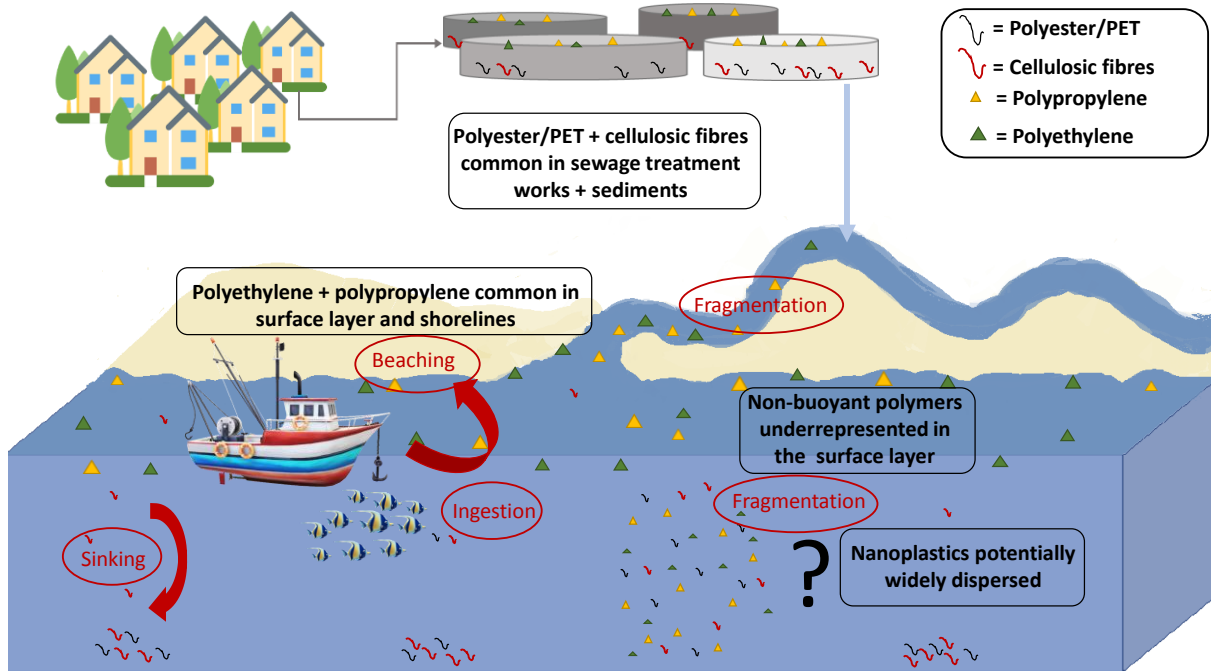 = Polyester/PET
= Cellulosic fibres
= Polypropylene
= Polyethylene
Polyester/PET + cellulosic fibres
common in sewage treatment
works + sediments
Polyethylene + polypropylene common in
surface layer and shorelines
Fragmentation
Beaching
Non-buoyant polymers
underrepresented in
the surface layer
Ingestion
Fragmentation
Sinking
?
Nanoplastics potentially
widely dispersed